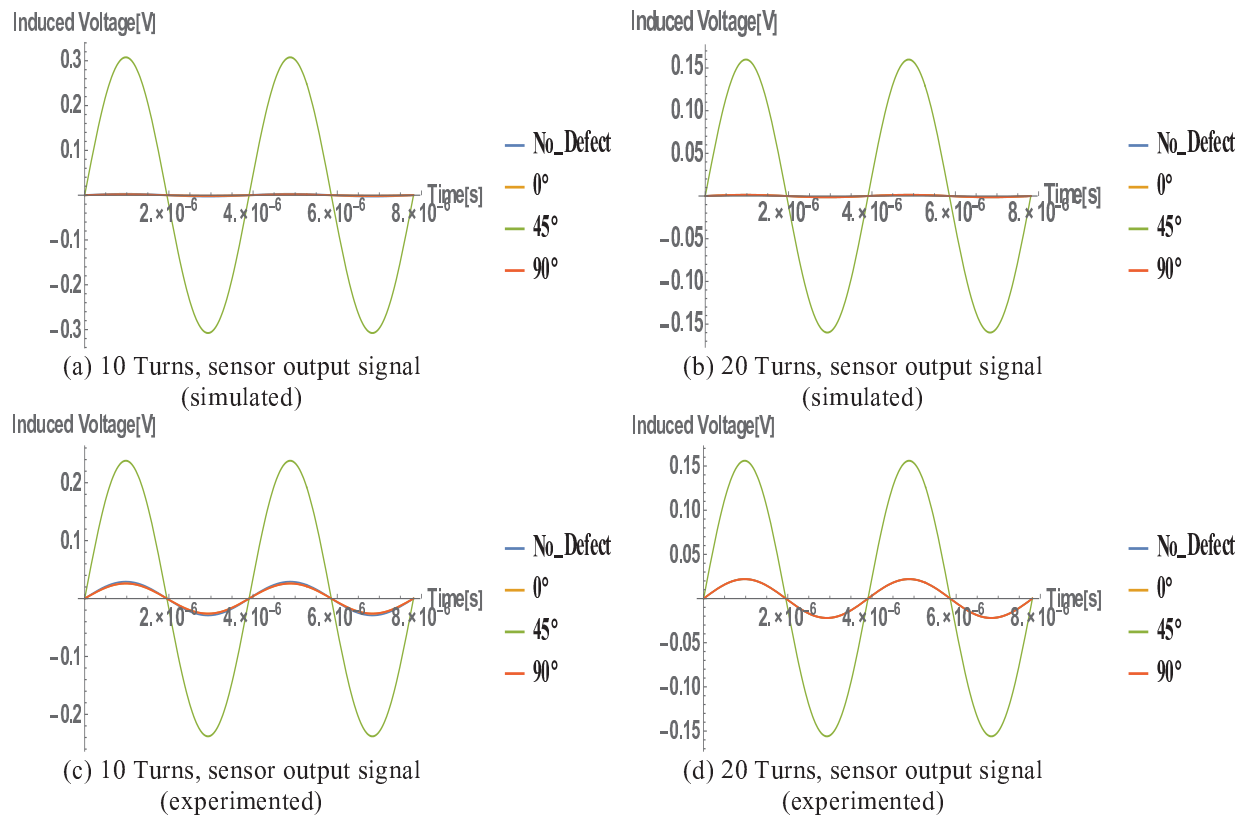 Induced Voltage[V]
0.3
0.2
0.1
-0.1
-0.2
-0.3
2.×10⁻⁶ 4.×10⁻⁶ 6.×10⁻⁶ 8.×10⁻⁶
Time[s]
No_Defect
0°
45°
90°
(a) 10 Turns, sensor output signal
(simulated)
Induced Voltage[V]
0.15
0.10
0.05
-0.05
-0.10
-0.15
2.×10⁻⁶ 4.×10⁻⁶ 6.×10⁻⁶ 8.×10⁻⁶
Time[s]
No_Defect
0°
45°
90°
(b) 20 Turns, sensor output signal
(simulated)
Induced Voltage[V]
0.2
0.1
-0.1
-0.2
2.×10⁻⁶ 4.×10⁻⁶ 6.×10⁻⁶ 8.×10⁻⁶
Time[s]
No_Defect
0°
45°
90°
(c) 10 Turns, sensor output signal
(experimented)
Induced Voltage[V]
0.15
0.10
0.05
-0.05
-0.10
-0.15
2.×10⁻⁶ 4.×10⁻⁶ 6.×10⁻⁶ 8.×10⁻⁶
Time[s]
No_Defect
0°
45°
90°
(d) 20 Turns, sensor output signal
(experimented)